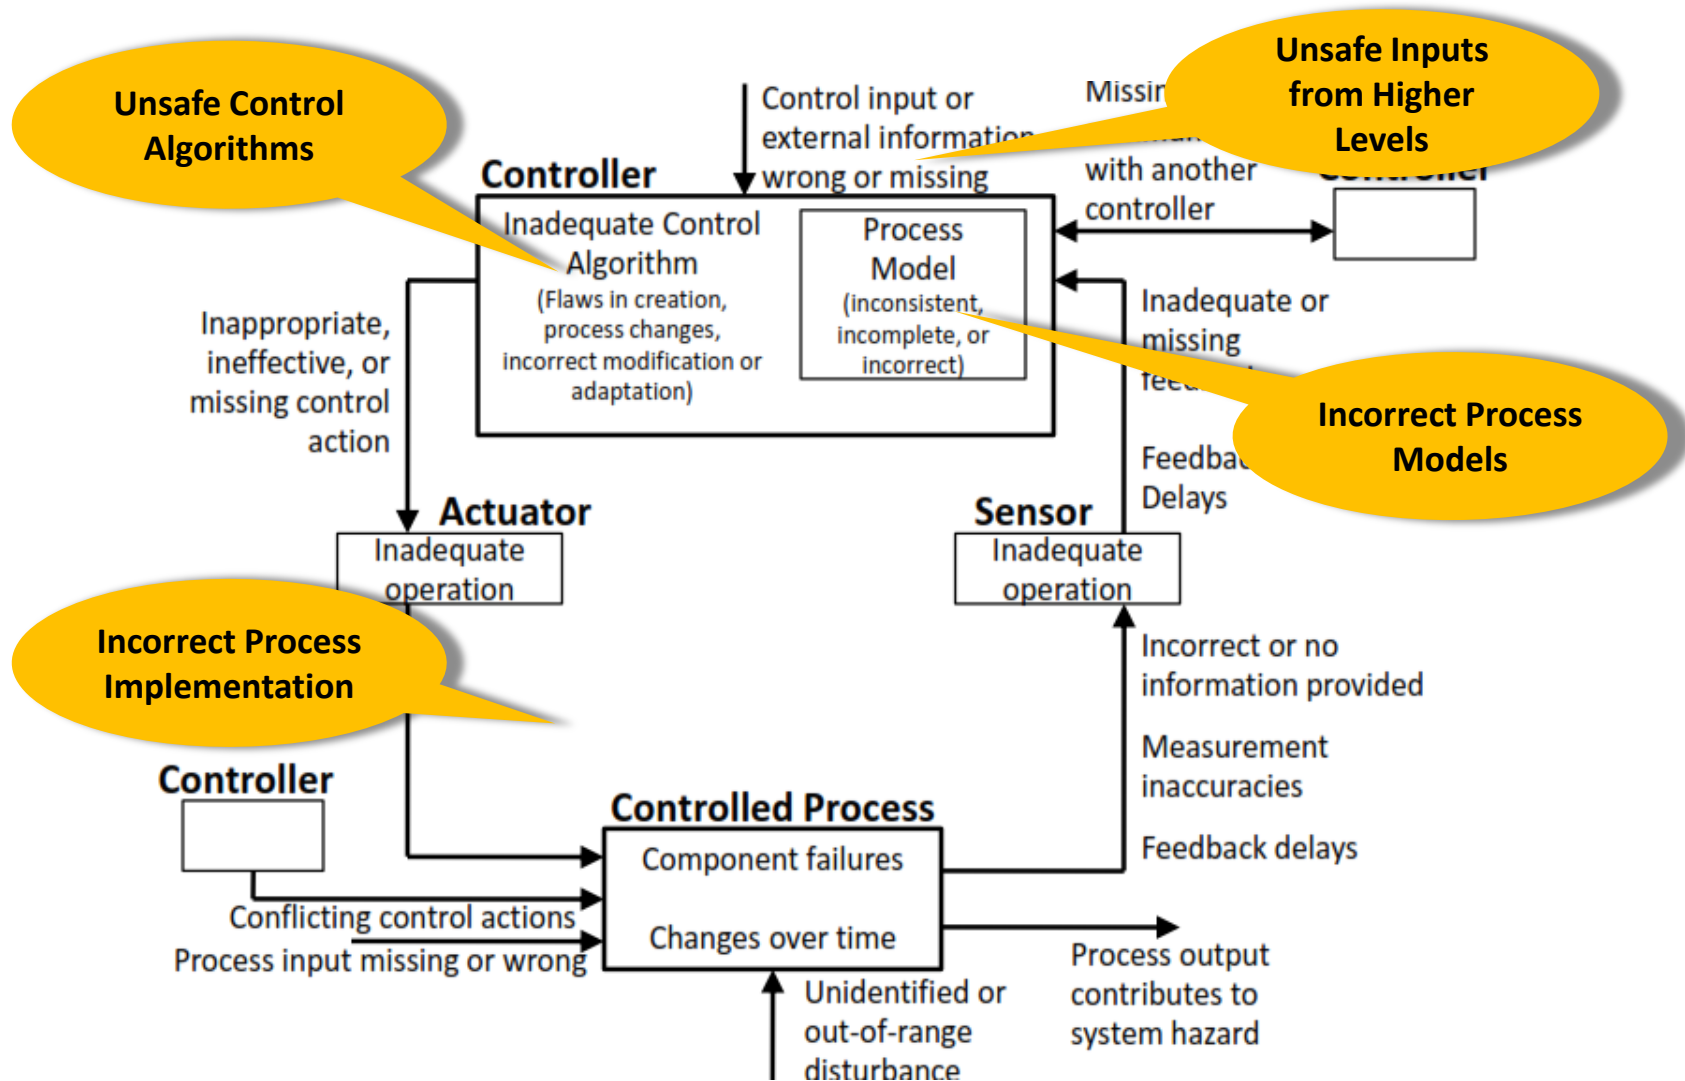 Unsafe Control
Algorithms
Unsafe Inputs
from Higher
Levels
Control input or
external information
wrong or missing
with another
controller
Controller
Inadequate Control
Algorithm
(Flaws in creation,
process changes,
incorrect modification or
adaptation)
Process
Model
(inconsistent,
incomplete, or
incorrect)
Inappropriate,
ineffective, or
missing control
action
Inadequate or
missing
Incorrect Process
Models
Delays
Actuator
Inadequate
operation
Sensor
Inadequate
operation
Incorrect Process
Implementation
Incorrect or no
information provided
Measurement
inaccuracies
Feedback delays
Controller
Controlled Process
Component failures
Changes over time
Conflicting control actions
Process input missing or wrong
Process output
contributes to
system hazard
Unidentified or
out-of-range
disturbance